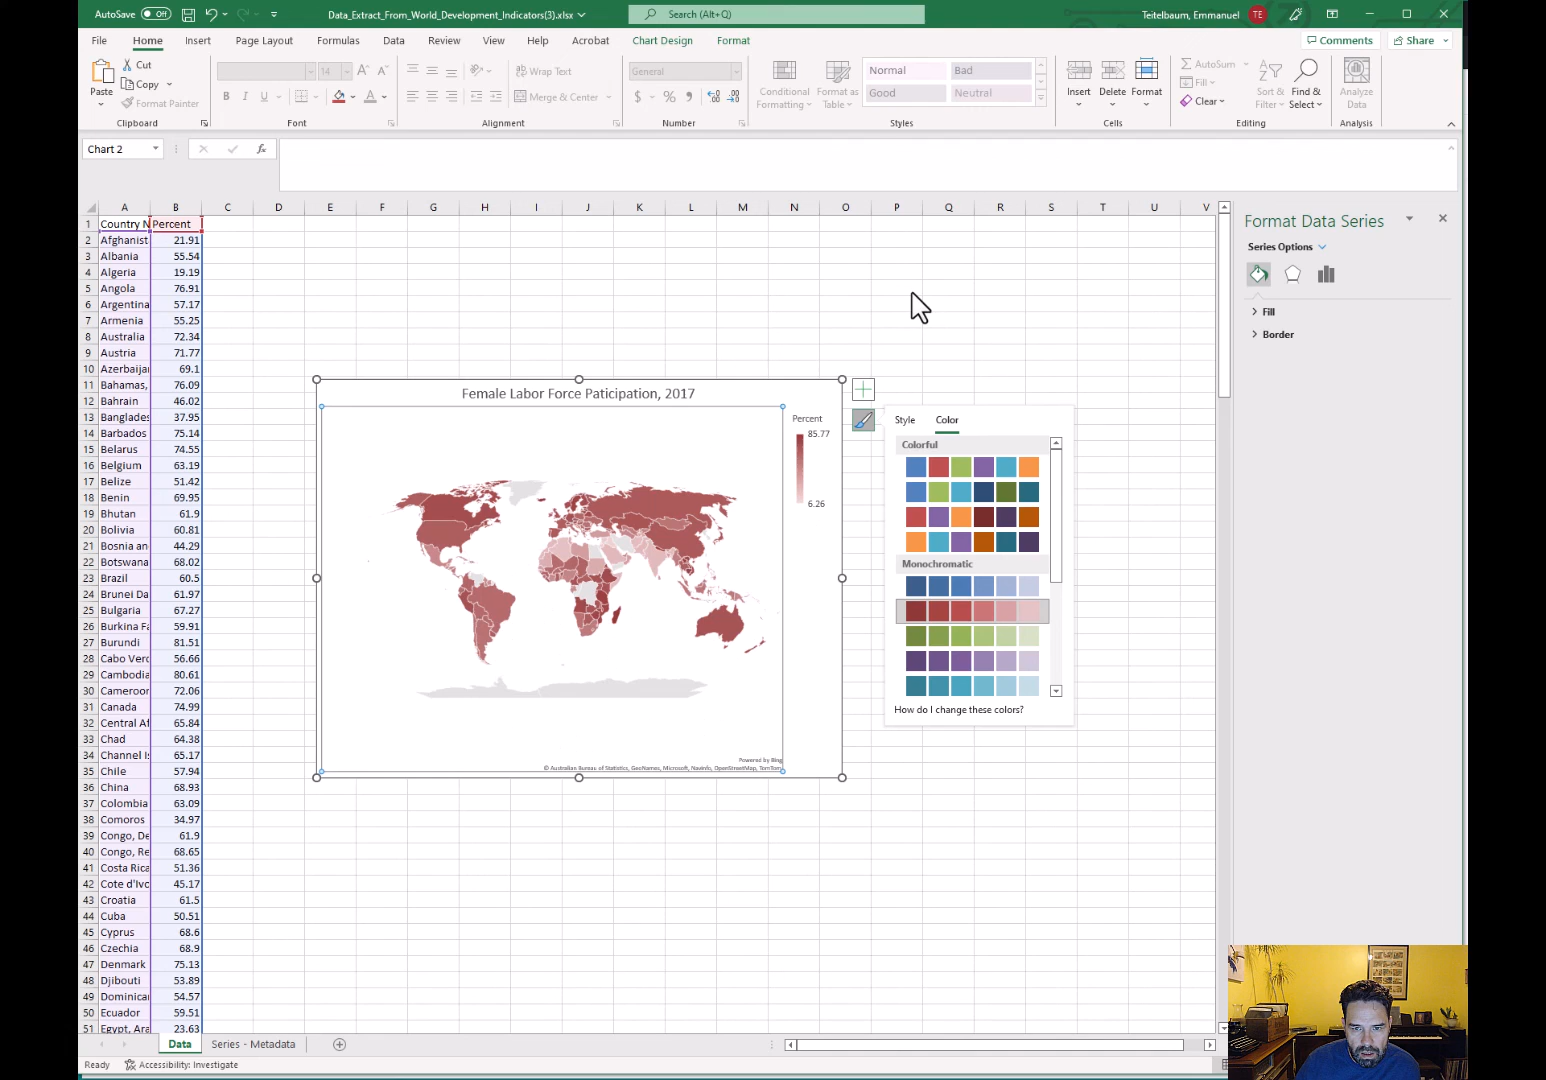 AutoSave Off Data_Extract_From_World_Development_Indicators(3).xlsx Search (Alt+Q) Teitelbaum, Emmanuel TE
File Home Insert Page Layout Formulas Data Review View Help Acrobat Chart Design Format Comments Share
Paste Cut Copy Format Painter
14 B I U
Wrap Text Merge & Center
General $ % 9
Conditional Formatting Format as Table Normal Bad Good Neutral
Insert Delete Format
AutoSum Fill Clear Sort & Filter Find & Select Analyze Data
Clipboard Font Alignment Number Styles Cells Editing Analysis
Chart 2 fx
A B C D E F G H I J K L M N O P Q R S T U V
1 Country N Percent
2 Afghanist 21.91
3 Albania 55.54
4 Algeria 19.19
5 Angola 76.91
6 Argentina 57.17
7 Armenia 55.25
8 Australia 72.34
9 Austria 71.77
10 Azerbaijan 69.1
11 Bahamas, 76.09
12 Bahrain 46.02
13 Banglades 37.95
14 Barbados 75.14
15 Belarus 74.55
16 Belgium 63.19
17 Belize 51.42
18 Benin 69.95
19 Bhutan 61.9
20 Bolivia 60.81
21 Bosnia an 44.29
22 Botswana 68.02
23 Brazil 60.5
24 Brunei Da 61.97
25 Bulgaria 67.27
26 Burkina Fa 59.91
27 Burundi 81.51
28 Cabo Verd 56.66
29 Cambodia 80.61
30 Cameroon 72.06
31 Canada 74.99
32 Central Af 65.84
33 Chad 64.38
34 Channel Is 65.17
35 Chile 57.94
36 China 68.93
37 Colombia 63.09
38 Comoros 34.97
39 Congo, De 61.9
40 Congo, Re 68.65
41 Costa Rica 51.36
42 Cote d'Ivo 45.17
43 Croatia 61.5
44 Cuba 50.51
45 Cyprus 68.6
46 Czechia 68.9
47 Denmark 75.13
48 Djibouti 53.89
49 Dominican 54.57
50 Ecuador 59.51
51 Egypt, Ara 23.63
Female Labor Force Paticipation, 2017
Percent
85.77
6.26
Powered by Bing
© Australian Bureau of Statistics, GeoNames, Microsoft, Navinfo, OpenStreetMap, TomTom
Style Color
Colorful
Monochromatic
How do I change these colors?
Format Data Series
Series Options
Fill
Border
Data Series - Metadata
Ready Accessibility: Investigate